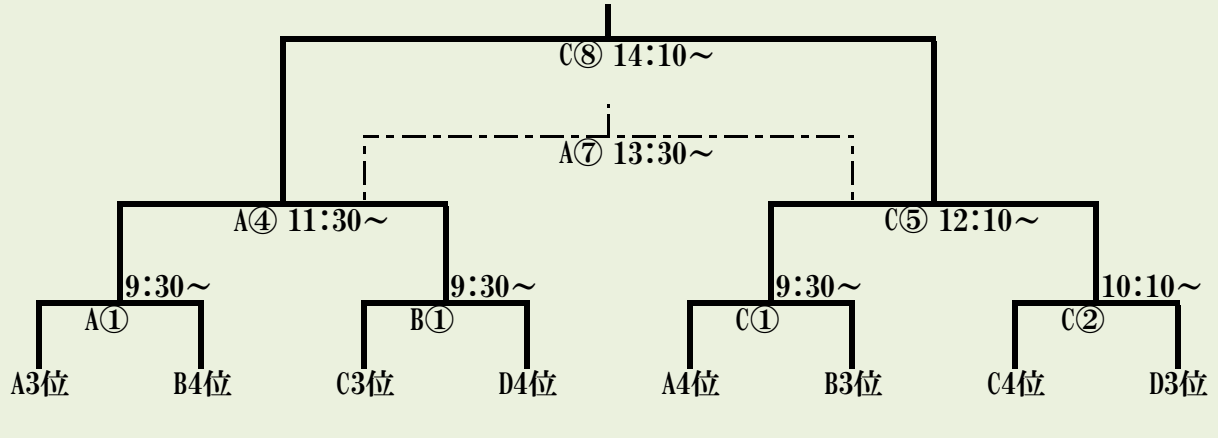 C⑧ 14:10～
A⑦ 13:30～
A④ 11:30～
C⑤ 12:10～
9:30～
9:30～
9:30～
10:10～
A①
B①
C①
C②
A3位
B4位
C3位
D4位
A4位
B3位
C4位
D3位